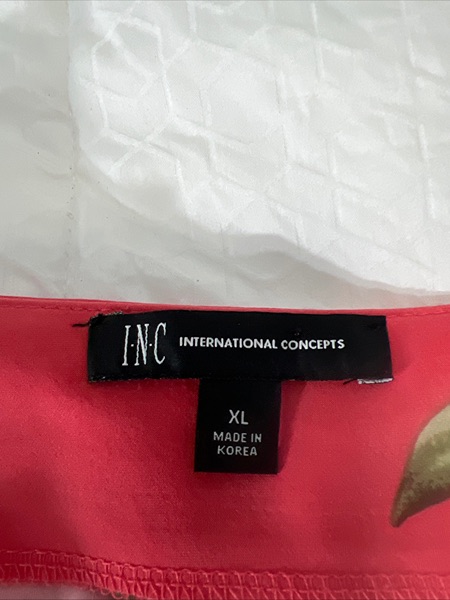 I·N·C INTERNATIONAL CONCEPTS
XL
MADE IN
KOREA